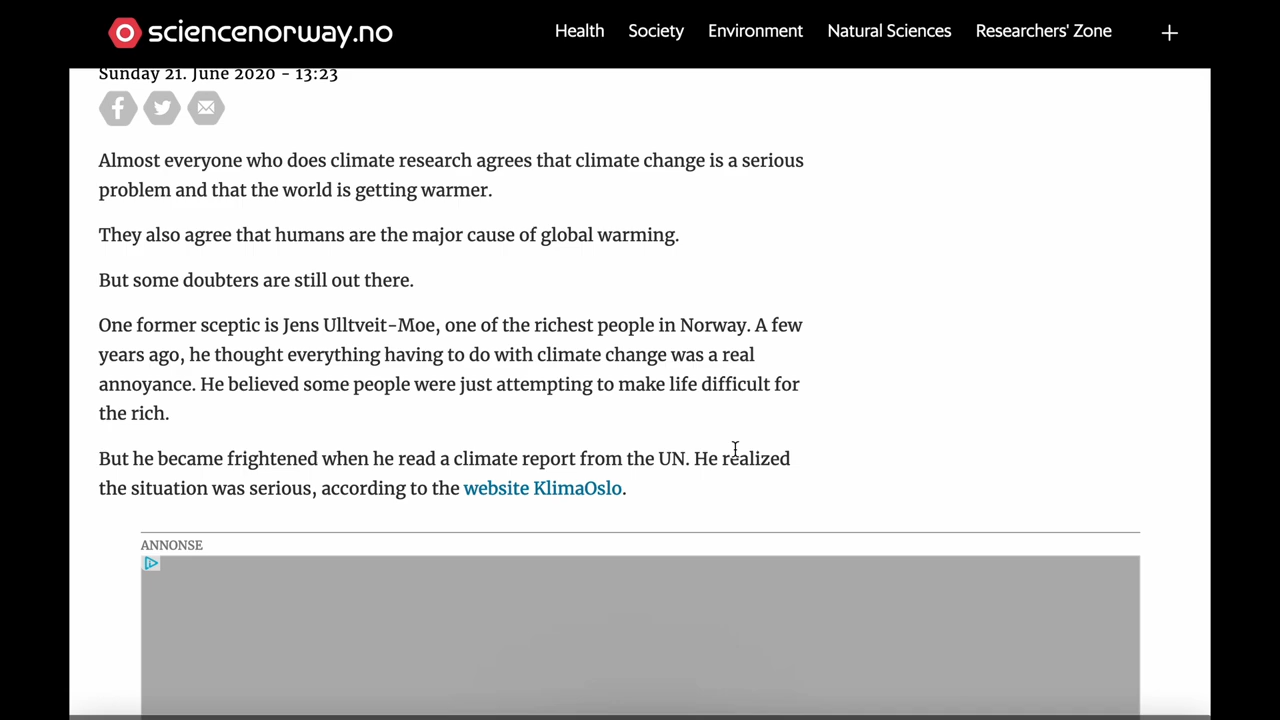 sciencenorway.no
Health Society Environment Natural Sciences Researchers' Zone +
Sunday 21. June 2020 - 13:23
Almost everyone who does climate research agrees that climate change is a serious
problem and that the world is getting warmer.
They also agree that humans are the major cause of global warming.
But some doubters are still out there.
One former sceptic is Jens Ulltveit-Moe, one of the richest people in Norway. A few
years ago, he thought everything having to do with climate change was a real
annoyance. He believed some people were just attempting to make life difficult for
the rich.
But he became frightened when he read a climate report from the UN. He realized
the situation was serious, according to the website KlimaOslo.
ANNONSE